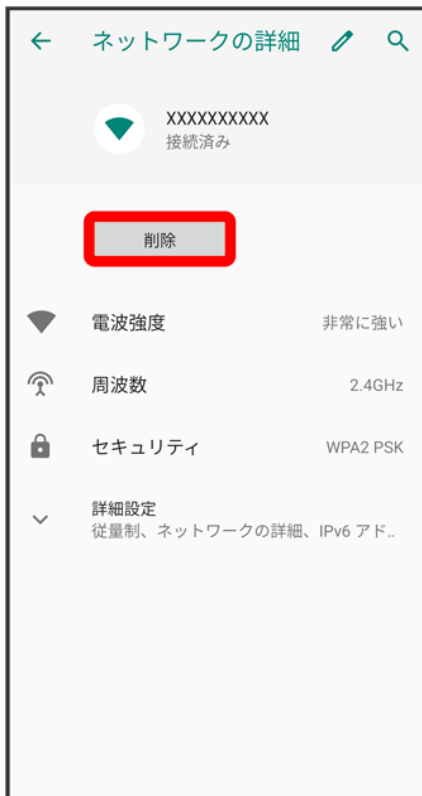 ネットワークの詳細
XXXXXXXXXX
接続済み
削除
電波強度 非常に強い
周波数 2.4GHz
セキュリティ WPA2 PSK
詳細設定
従量制、ネットワークの詳細、IPv6 アド..